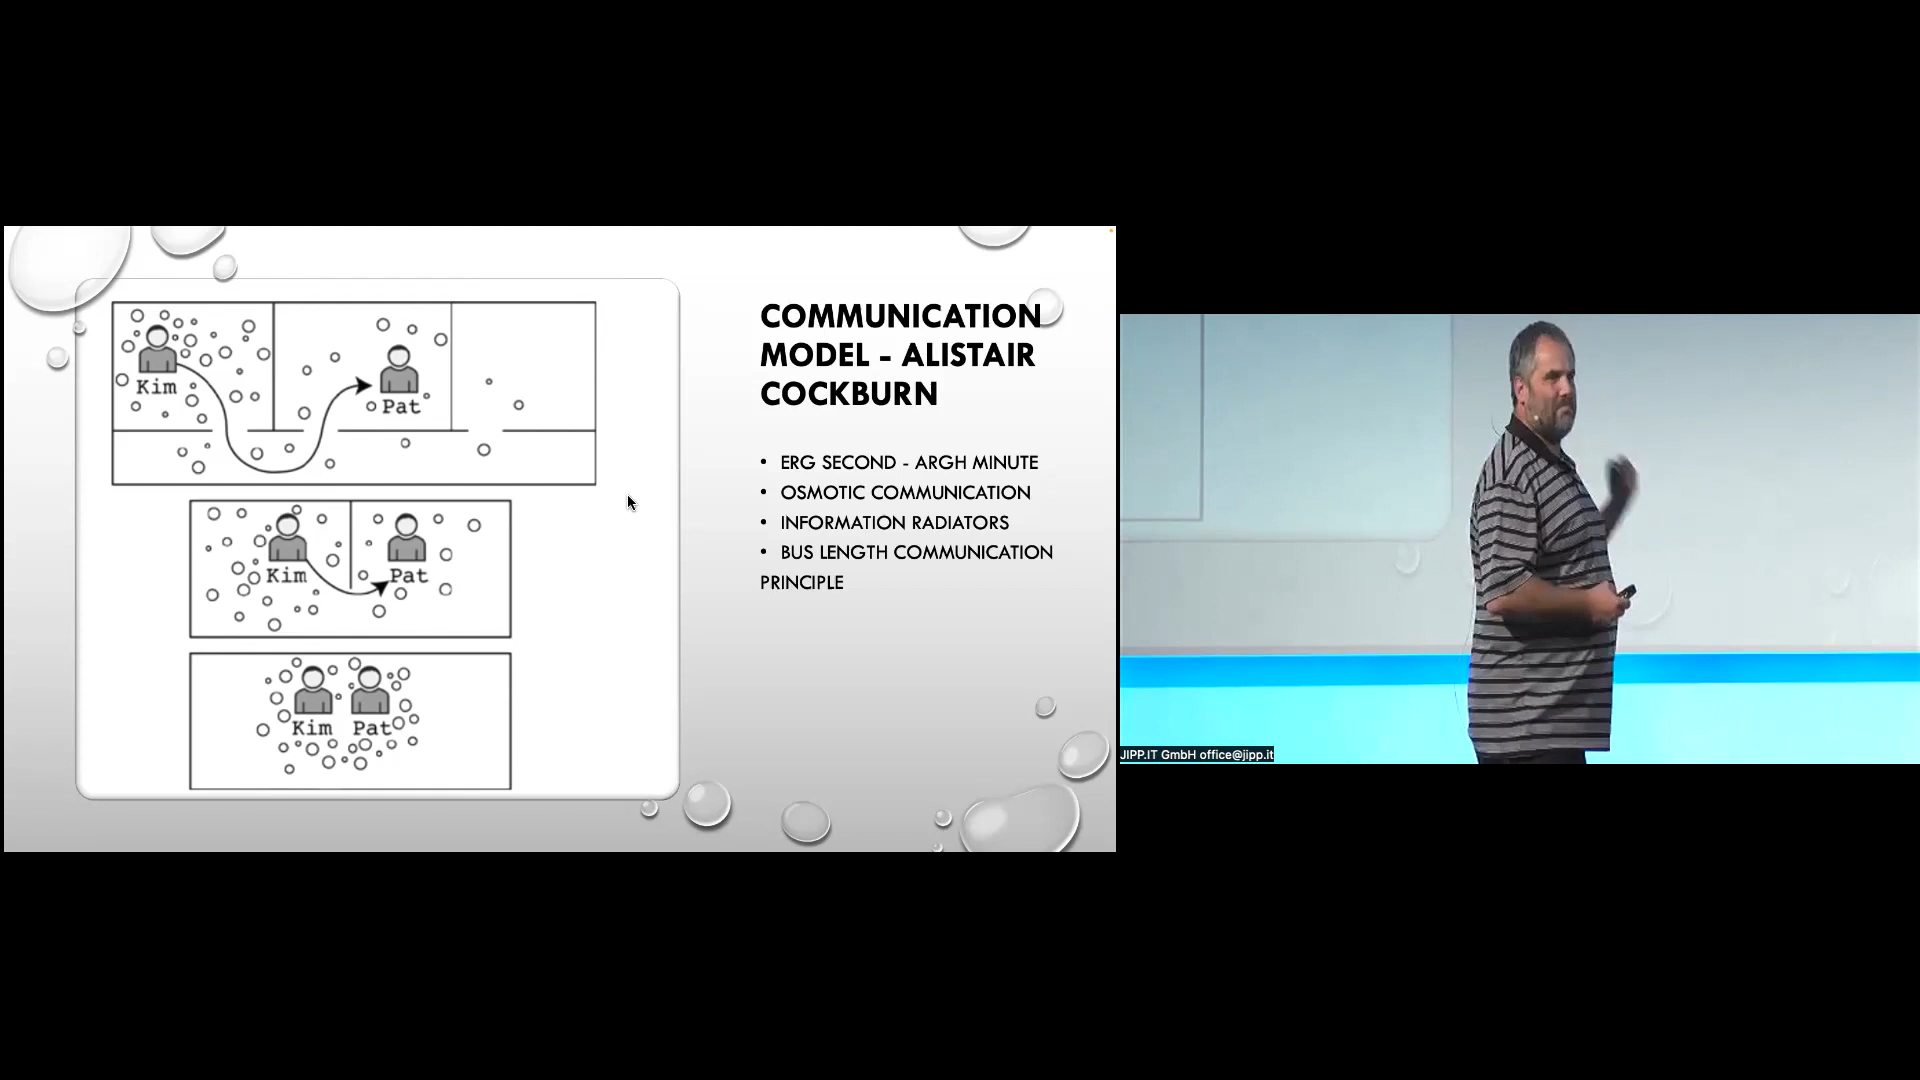 Kim
Pat
Kim
Pat
Kim Pat
COMMUNICATION
MODEL - ALISTAIR
COCKBURN
• ERG SECOND - ARGH MINUTE
• OSMOTIC COMMUNICATION
• INFORMATION RADIATORS
• BUS LENGTH COMMUNICATION
PRINCIPLE
JIPP.IT GmbH office@jipp.it